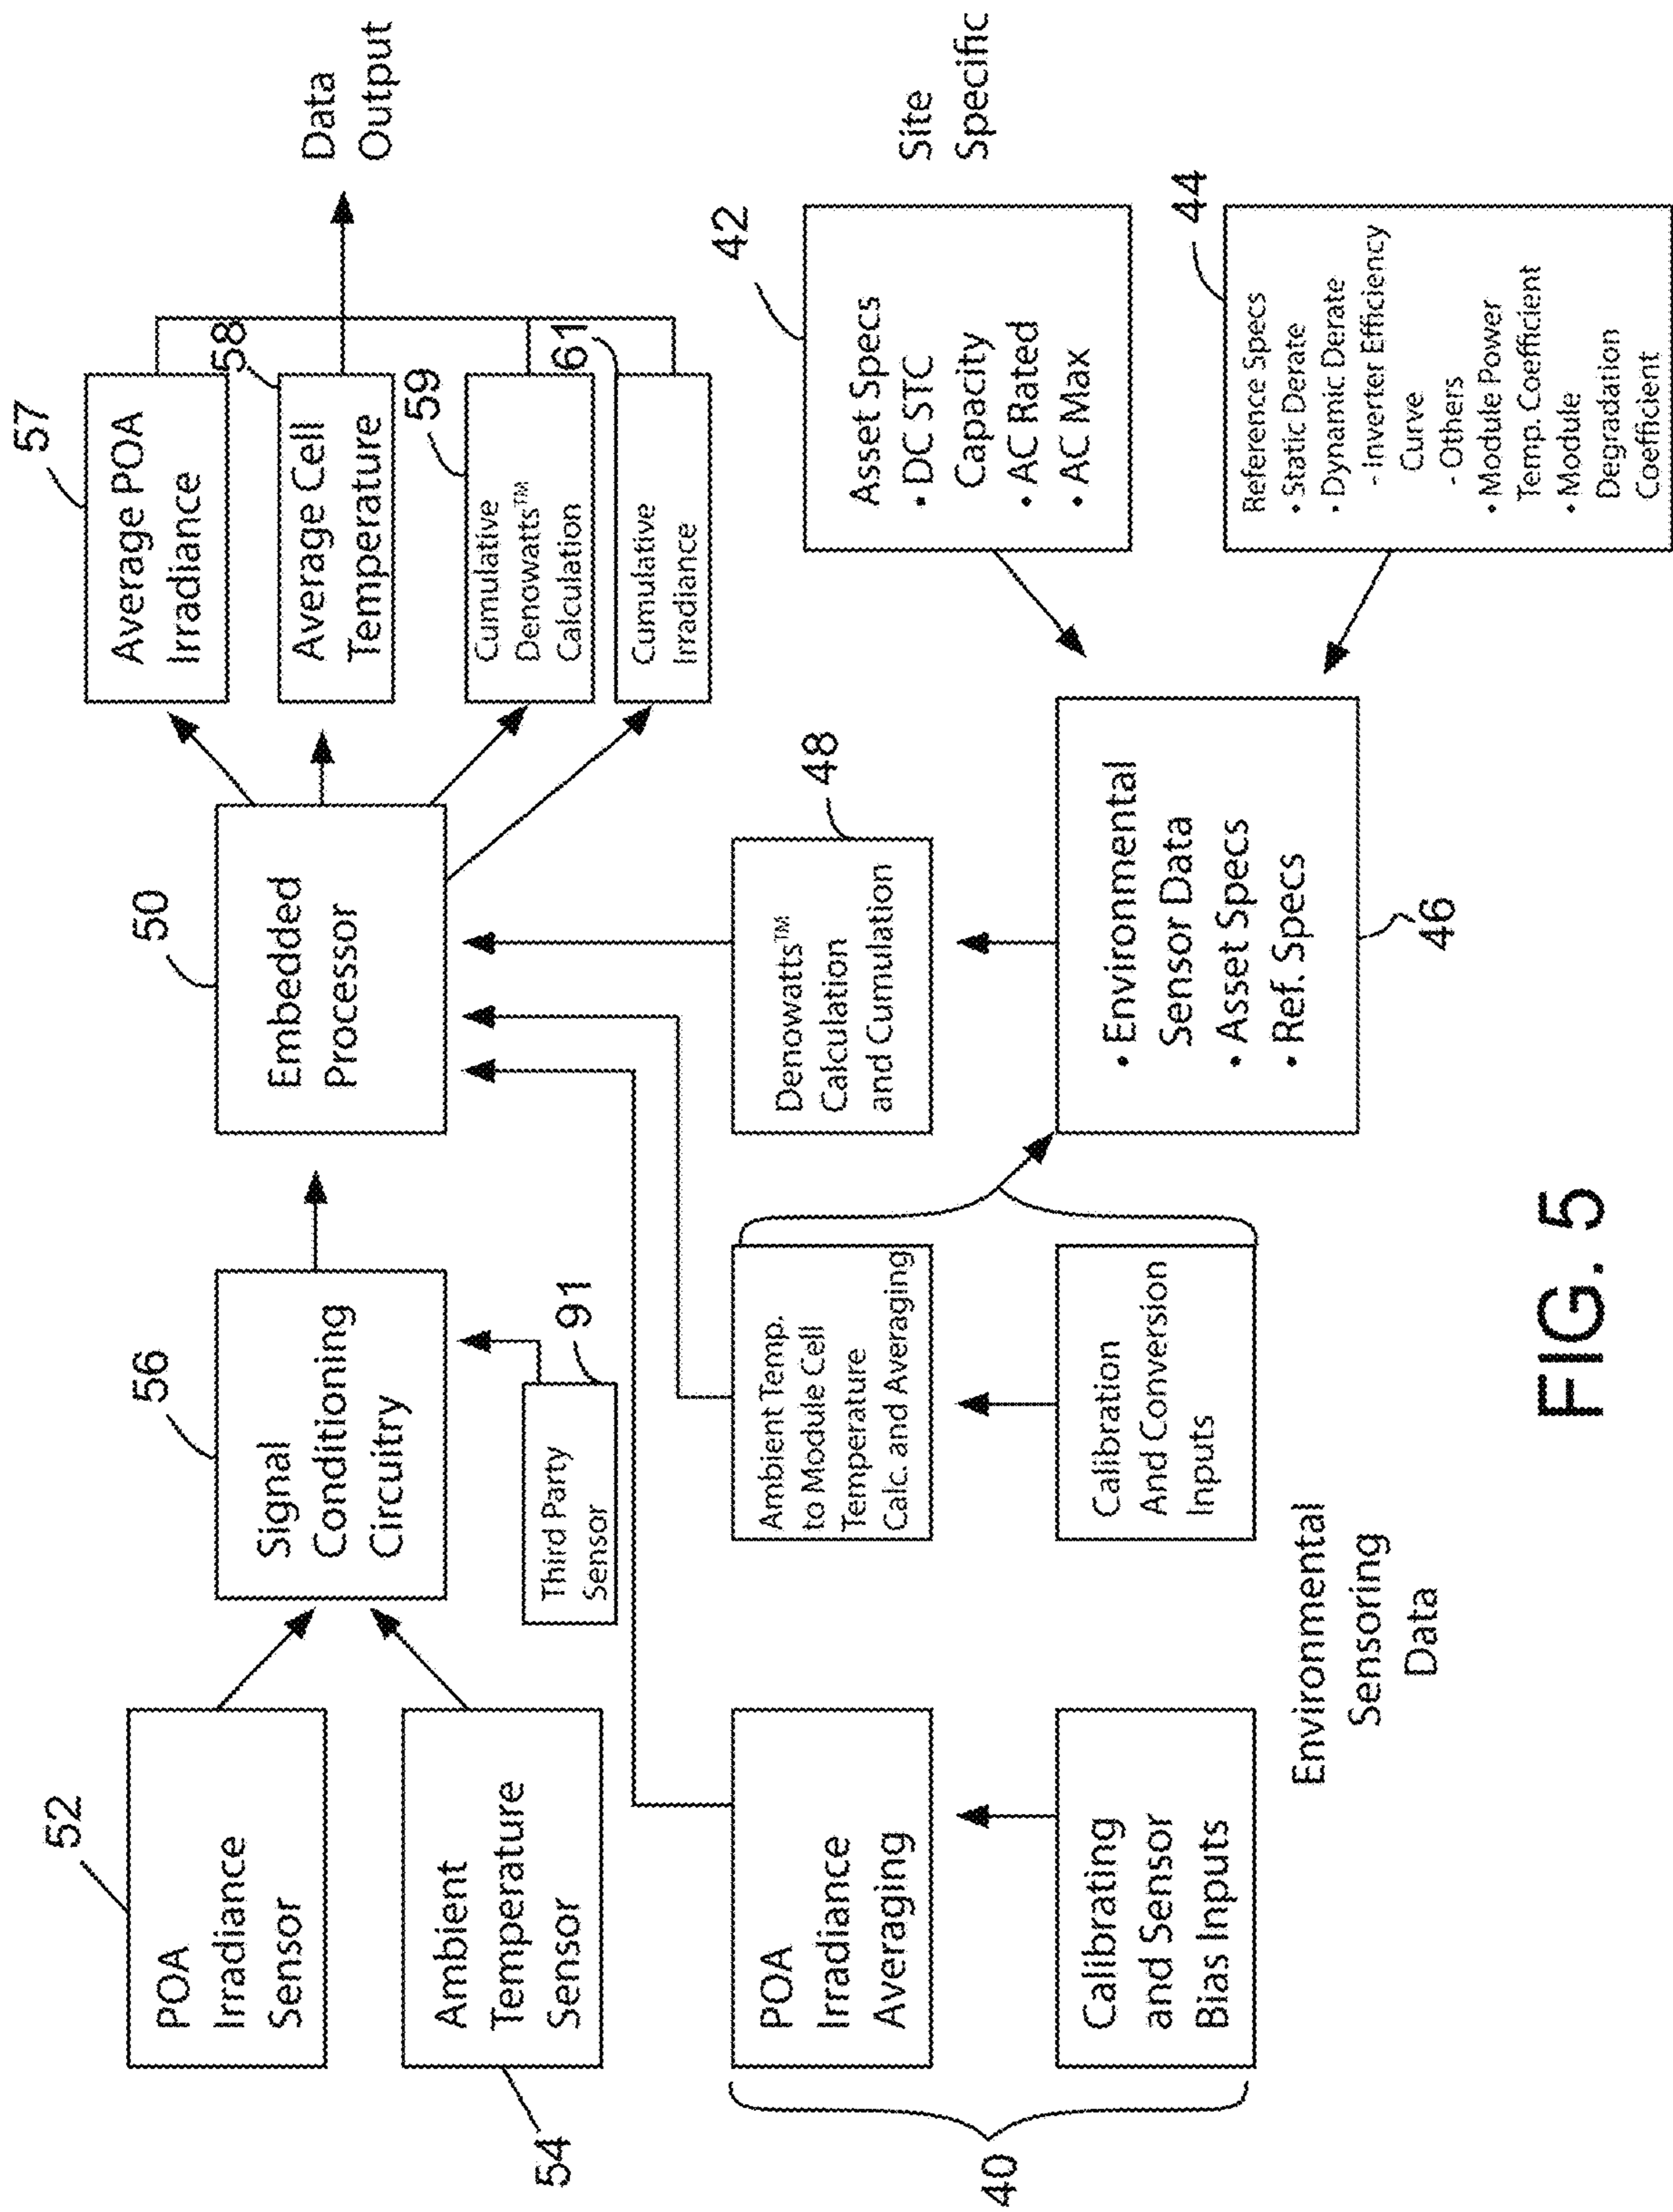 52
POA
Irradiance
Sensor
54
Ambient
Temperature
Sensor
56
Signal
Conditioning
Circuitry
91
Third Party
Sensor
50
Embedded
Processor
57
Average POA
Irradiance
58
Average Cell
Temperature
59
Cumulative
Denowatts™
Calculation
61
Cumulative
Irradiance
Data
Output
40
POA
Irradiance
Averaging
Calibrating
and Sensor
Bias Inputs
Ambient Temp.
to Module Cell
Temperature
Calc. and Averaging
Calibration
And Conversion
Inputs
Environmental
Sensoring
Data
48
Denowatts™
Calculation
and Cumulation
46
• Environmental
Sensor Data
• Asset Specs
• Ref. Specs
42
Asset Specs
• DC STC
Capacity
• AC Rated
• AC Max
Site
Specific
44
Reference Specs
• Static Derate
• Dynamic Derate
- Inverter Efficiency
Curve
- Others
• Module Power
Temp. Coefficient
• Module
Degradation
Coefficient
FIG. 5